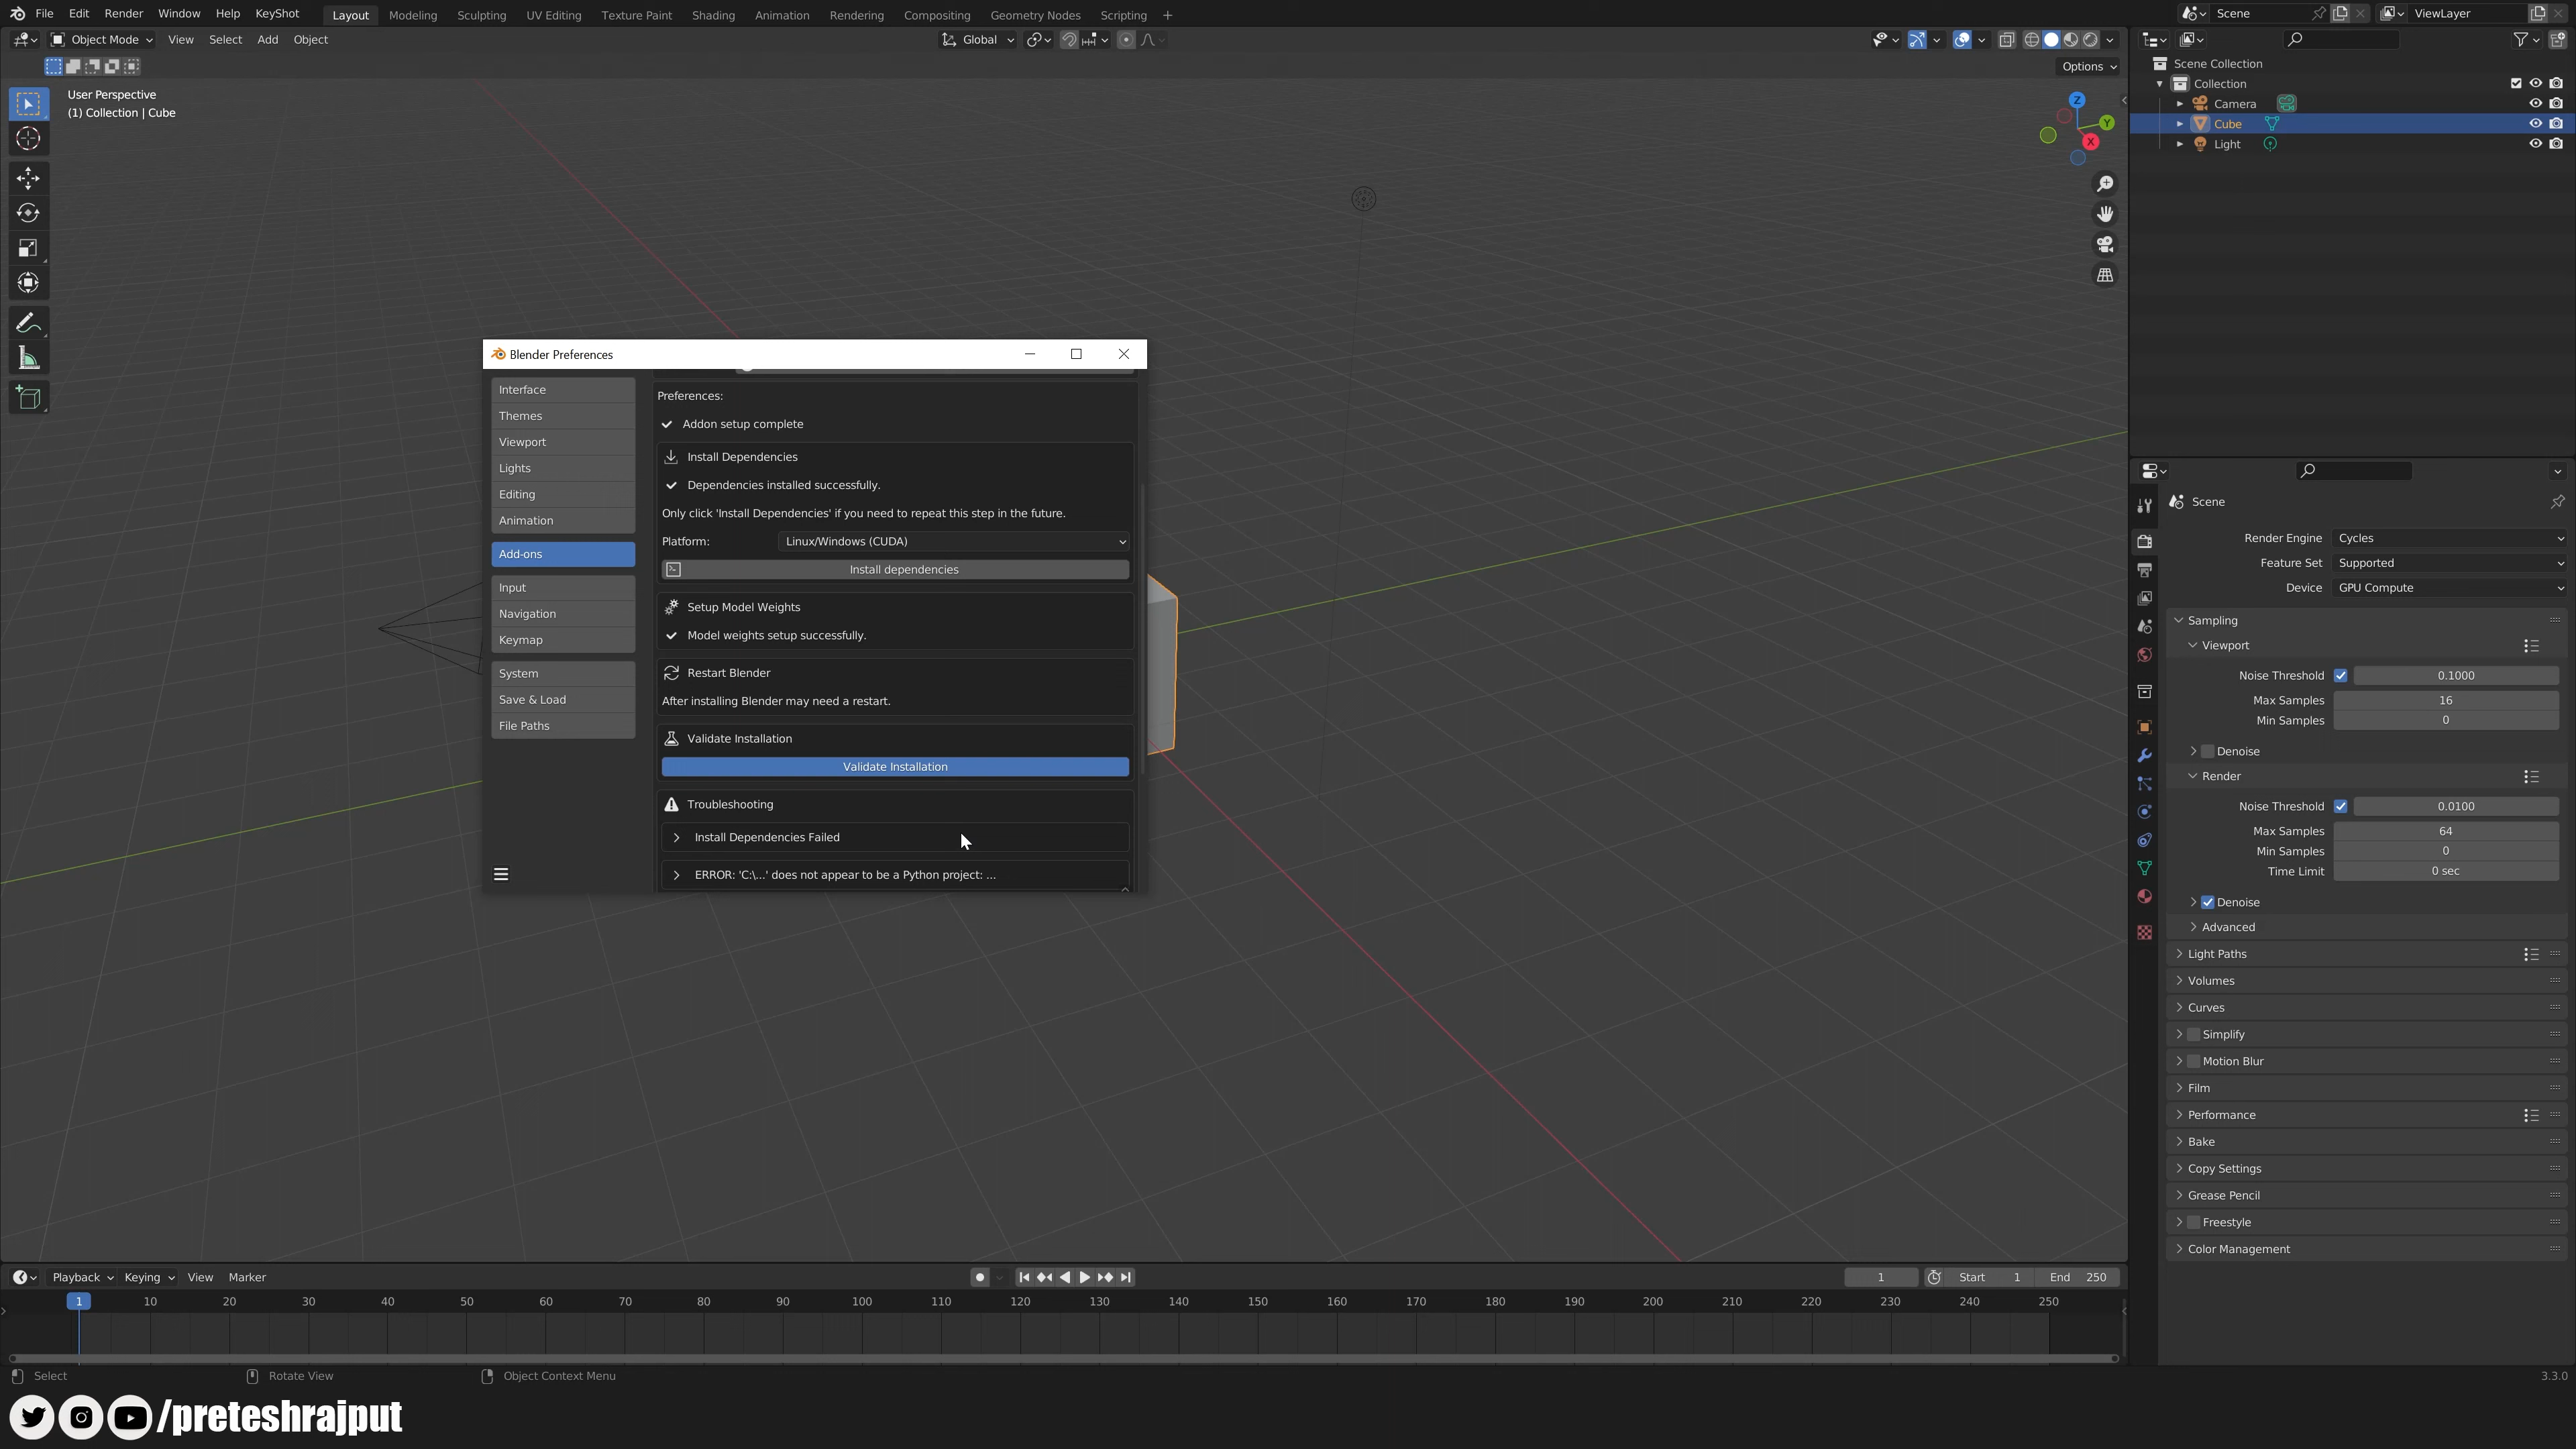 File Edit Render Window Help KeyShot Layout Modeling Sculpting UV Editing Texture Paint Shading Animation Rendering Compositing Geometry Nodes Scripting + Scene ViewLayer
Object Mode View Select Add Object Global
Options
User Perspective
(1) Collection | Cube
Z
Y
X
Scene Collection
Collection
Camera
Cube
Light
Blender Preferences
Interface
Themes
Viewport
Lights
Editing
Animation
Add-ons
Input
Navigation
Keymap
System
Save & Load
File Paths
Preferences:
Addon setup complete
Install Dependencies
Dependencies installed successfully.
Only click 'Install Dependencies' if you need to repeat this step in the future.
Platform: Linux/Windows (CUDA)
Install dependencies
Setup Model Weights
Model weights setup successfully.
Restart Blender
After installing Blender may need a restart.
Validate Installation
Validate Installation
Troubleshooting
Install Dependencies Failed
ERROR: 'C:\...' does not appear to be a Python project: ...
Scene
Render Engine Cycles
Feature Set Supported
Device GPU Compute
Sampling
Viewport
Noise Threshold 0.1000
Max Samples 16
Min Samples 0
Denoise
Render
Noise Threshold 0.0100
Max Samples 64
Min Samples 0
Time Limit 0 sec
Denoise
Advanced
Light Paths
Volumes
Curves
Simplify
Motion Blur
Film
Performance
Bake
Copy Settings
Grease Pencil
Freestyle
Color Management
Playback Keying View Marker 1 Start 1 End 250
1 10 20 30 40 50 60 70 80 90 100 110 120 130 140 150 160 170 180 190 200 210 220 230 240 250
Select Rotate View Object Context Menu 3.3.0
/preteshrajput